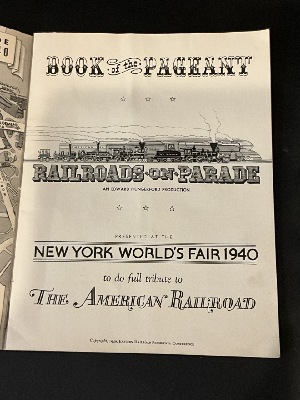 BOOK of the PAGEANT
RAILROADS-ON-PARADE
AN EDWARD HUNGERFORD PRODUCTION
PRESENTED AT THE
NEW YORK WORLD'S FAIR 1940
to do full tribute to
THE AMERICAN RAILROAD